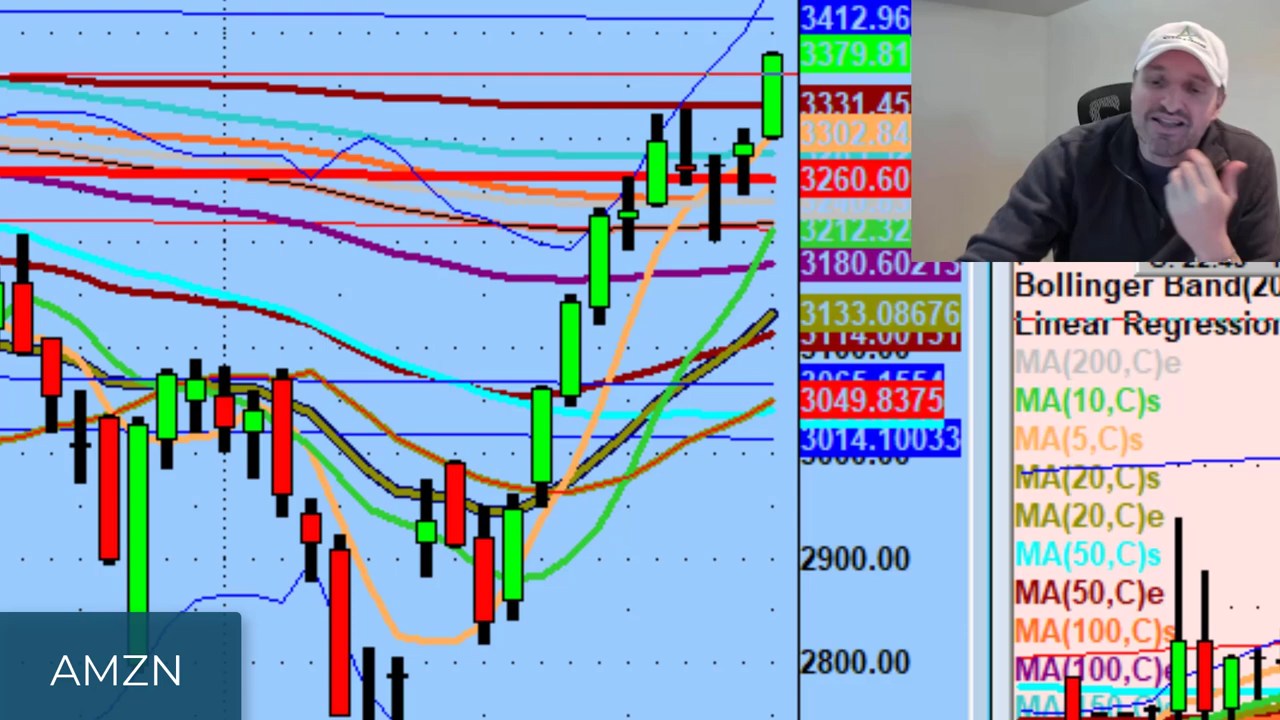 3412.96
3379.81
3331.45
3302.84
3260.60
3212.32
3180.60213
3133.08676
3049.8375
3014.10033
2900.00
2800.00
Bollinger Band(20
Linear Regression
MA(200,C)e
MA(10,C)s
MA(5,C)s
MA(20,C)s
MA(20,C)e
MA(50,C)s
MA(50,C)e
MA(100,C)s
MA(100,C)e
MA(150,C)s
AMZN